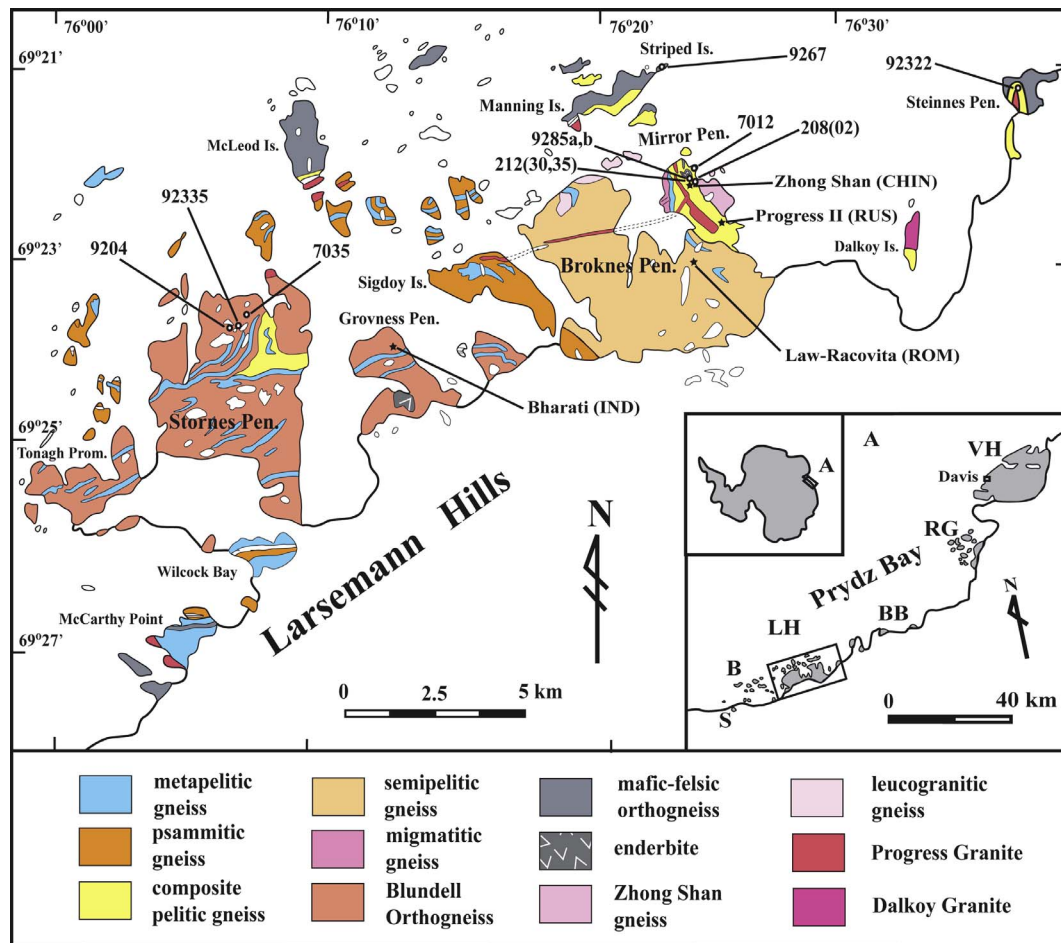 76°00’ 76°10’ 76°20’ 76°30’
69°21’
Striped Is.
9267
92322
Steinnes Pen.
Manning Is.
Mirror Pen.
7012
9285a,b
208(02)
McLeod Is.
212(30,35)
Zhong Shan (CHIN)
92335
Progress II (RUS)
9204
7035
69°23’
Dalkoy Is.
Sigdoy Is.
Broknes Pen.
Grovness Pen.
Law-Racovita (ROM)
Bharati (IND)
Stornes Pen.
69°25’
Tonagh Prom.
Larsemann Hills
N
Wilcock Bay
McCarthy Point
69°27’
0 2.5 5 km
A
A
VH
Davis
RG
Prydz Bay
BB
N
LH
B
S
0 40 km
metapelitic
gneiss
semipelitic
gneiss
mafic-felsic
orthogneiss
leucogranitic
gneiss
psammitic
gneiss
migmatitic
gneiss
enderbite
Progress Granite
composite
pelitic gneiss
Blundell
Orthogneiss
Zhong Shan
gneiss
Dalkoy Granite